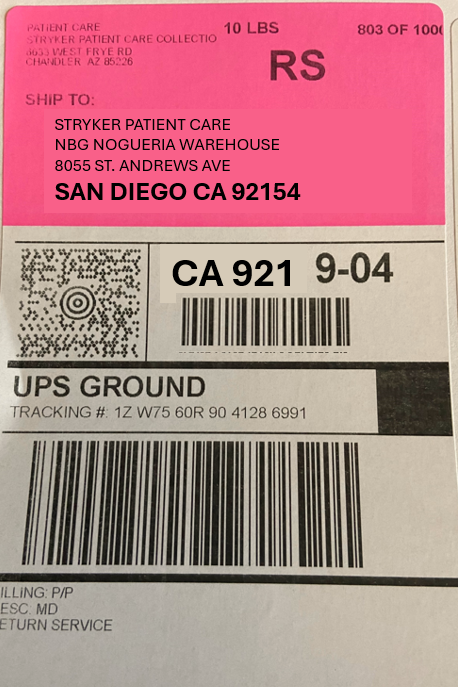 PATIENT CARE 10 LBS 803 OF 1000
STRYKER PATIENT CARE COLLECTIO
WEST FRYE RD
CHANDLER AZ 85226
RS
SHIP TO:
STRYKER PATIENT CARE
NBG NOGUERIA WAREHOUSE
8055 ST. ANDREWS AVE
SAN DIEGO CA 92154
CA 921 9-04
UPS GROUND
TRACKING #: 1Z W75 60R 90 4128 6991
ILLING: P/P
ESC: MD
ETURN SERVICE